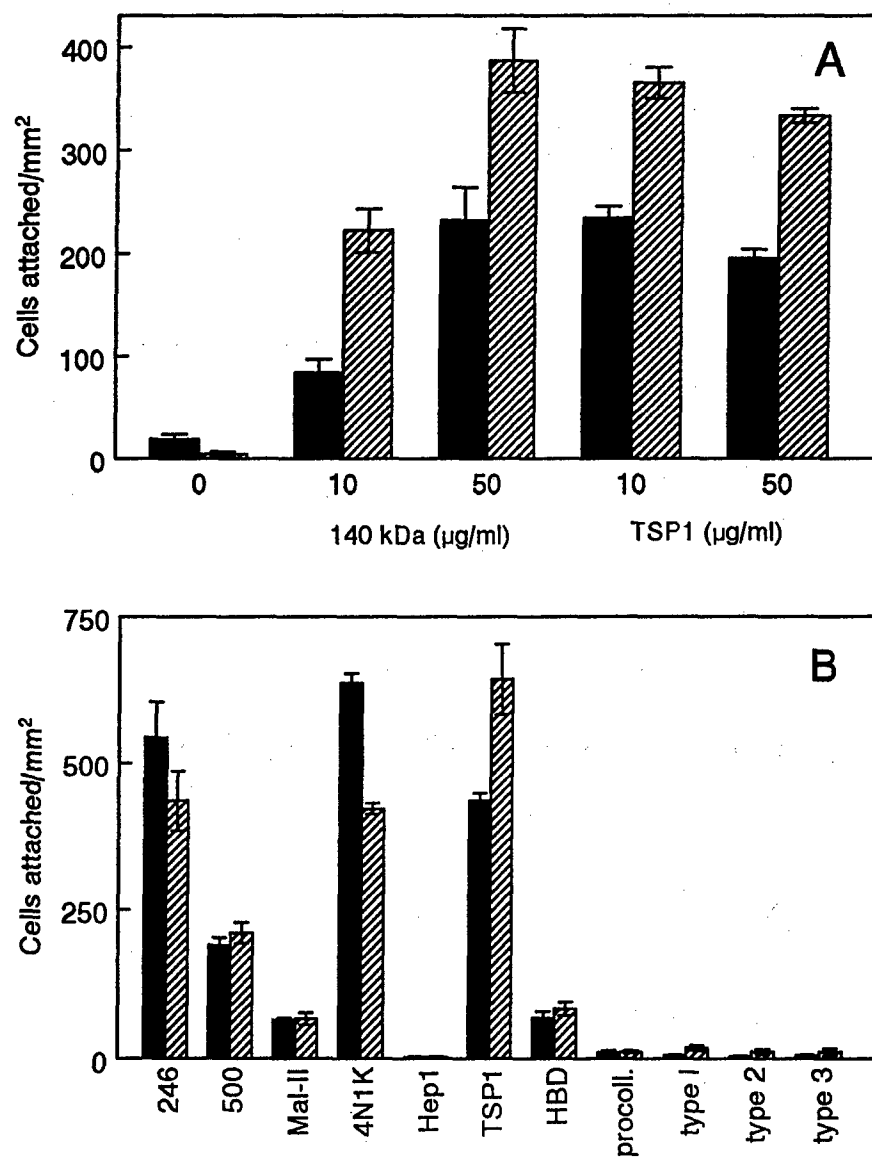 A
Cells attached/mm²
400
300
200
100
0
0 10 50 10 50
140 kDa (µg/ml) TSP1 (µg/ml)
B
Cells attached/mm²
750
500
250
0
246 500 Mal-II 4N1K Hep1 TSP1 HBD procoll. type I type 2 type 3